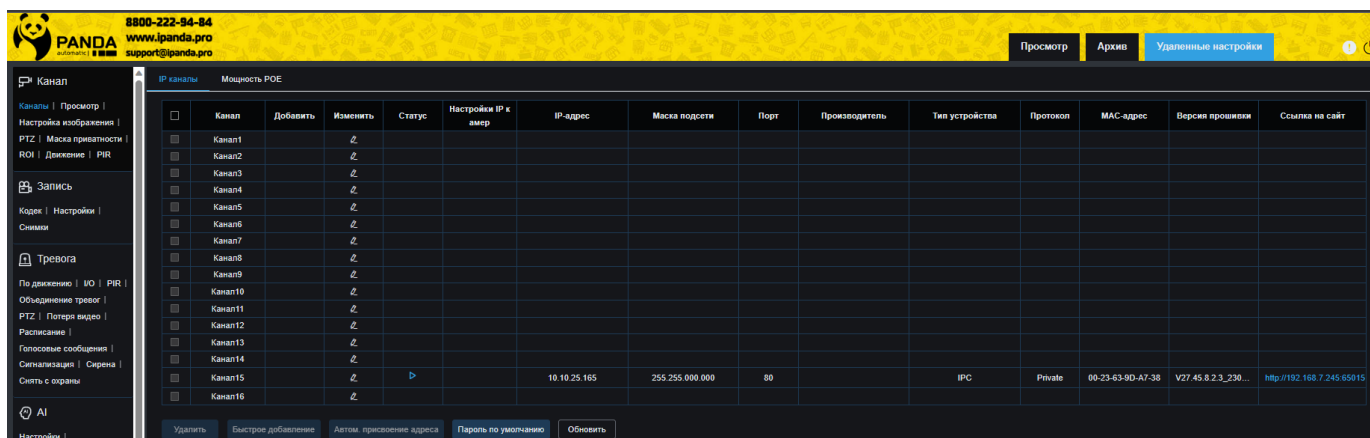 8800-222-94-84
www.ipanda.pro
support@ipanda.pro
PANDA
automatic
Просмотр
Архив
Удаленные настройки
Канал
Каналы | Просмотр |
Настройка изображения |
PTZ | Маска приватности |
ROI | Движение | PIR
Запись
Кодек | Настройки |
Снимки
Тревога
По движению | I/O | PIR |
Объединение тревог |
PTZ | Потеря видео |
Расписание |
Голосовые сообщения |
Сигнализация | Сирена |
Снять с охраны
AI
Настройки |
IP каналы Мощность POE
Канал Добавить Изменить Статус Настройки IP к амер IP-адрес Маска подсети Порт Производитель Тип устройства Протокол MAC-адрес Версия прошивки Ссылка на сайт
Канал1
Канал2
Канал3
Канал4
Канал5
Канал6
Канал7
Канал8
Канал9
Канал10
Канал11
Канал12
Канал13
Канал14
Канал15 10.10.25.165 255.255.000.000 80 IPC Private 00-23-63-9D-A7-38 V27.45.8.2.3_230... http://192.168.7.245:65015
Канал16
Удалить Быстрое добавление Автом. присвоение адреса Пароль по умолчанию Обновить